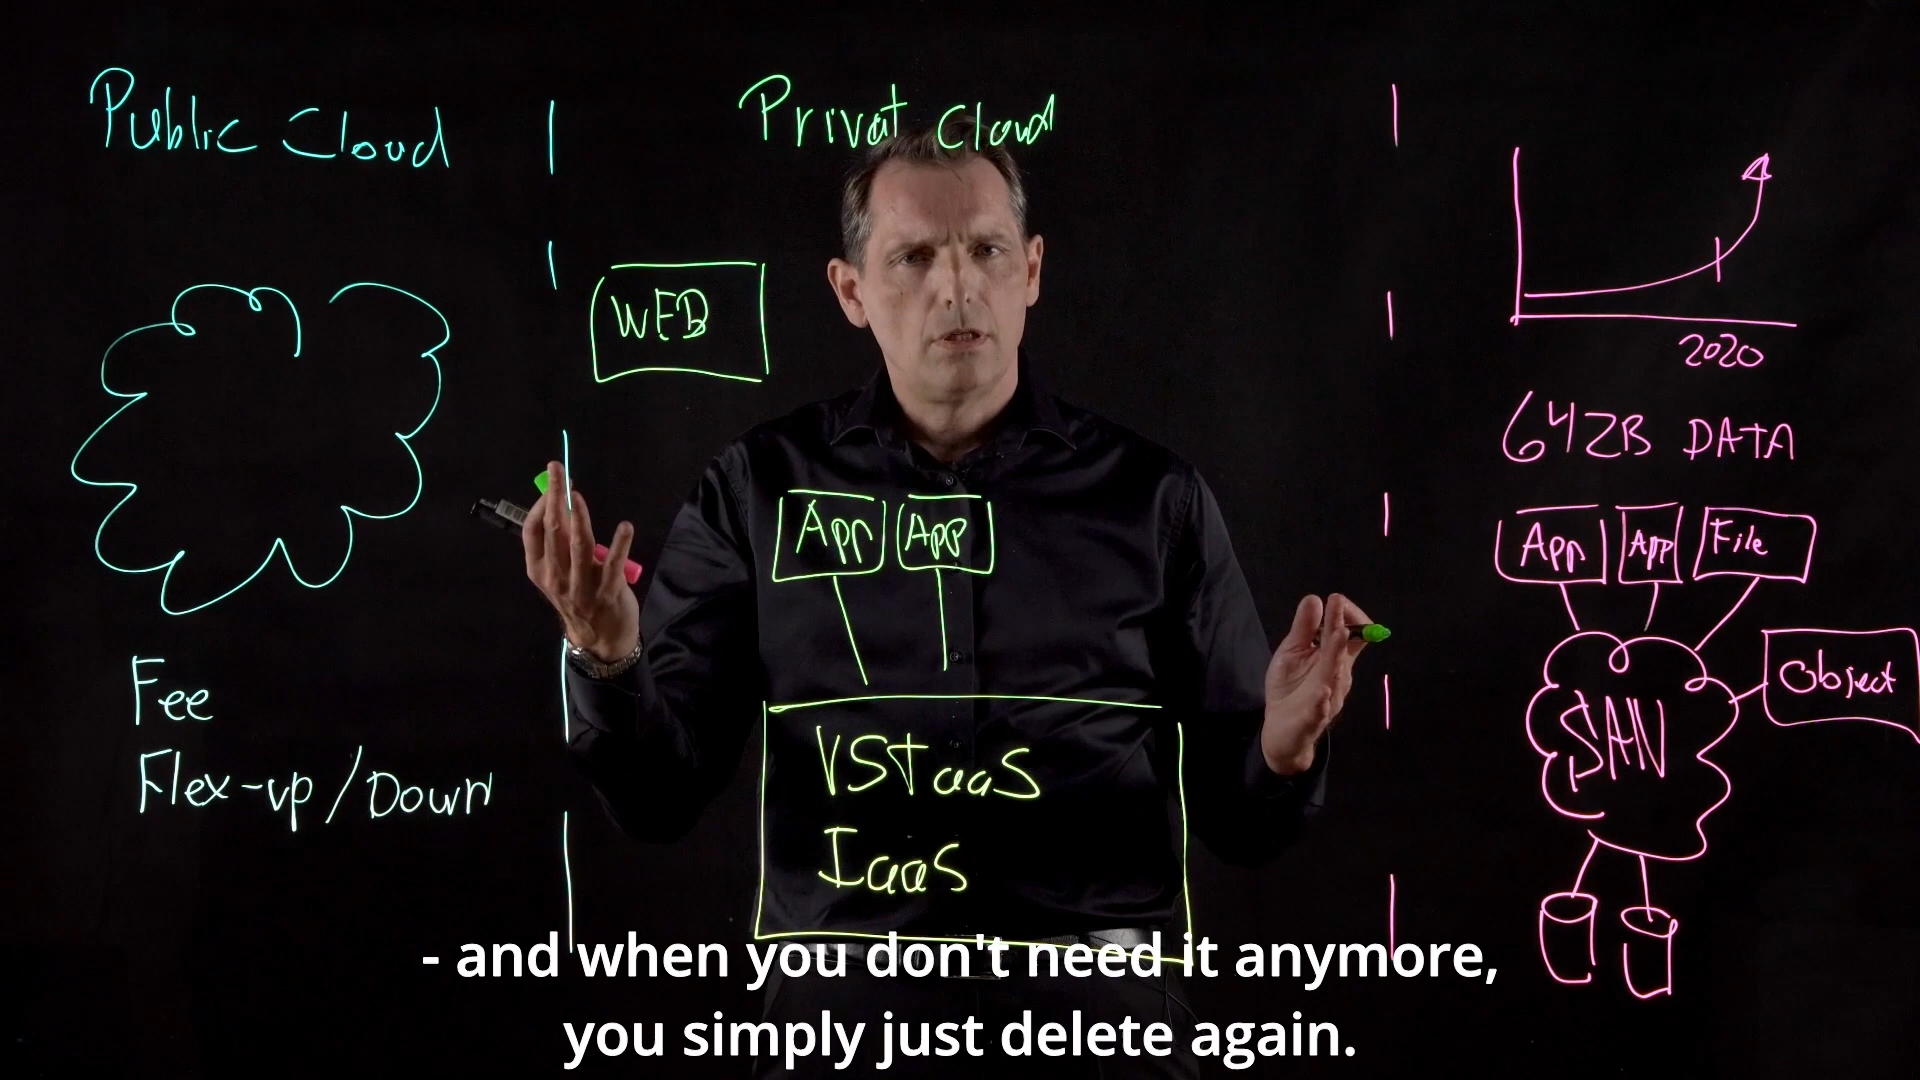 Public Cloud
Privat Cloud
WEB
2020
64ZB DATA
App App
App App File
Object
SAN
Fee
Flex-up/Down
VSTaaS
IaaS
- and when you don't need it anymore,
you simply just delete again.